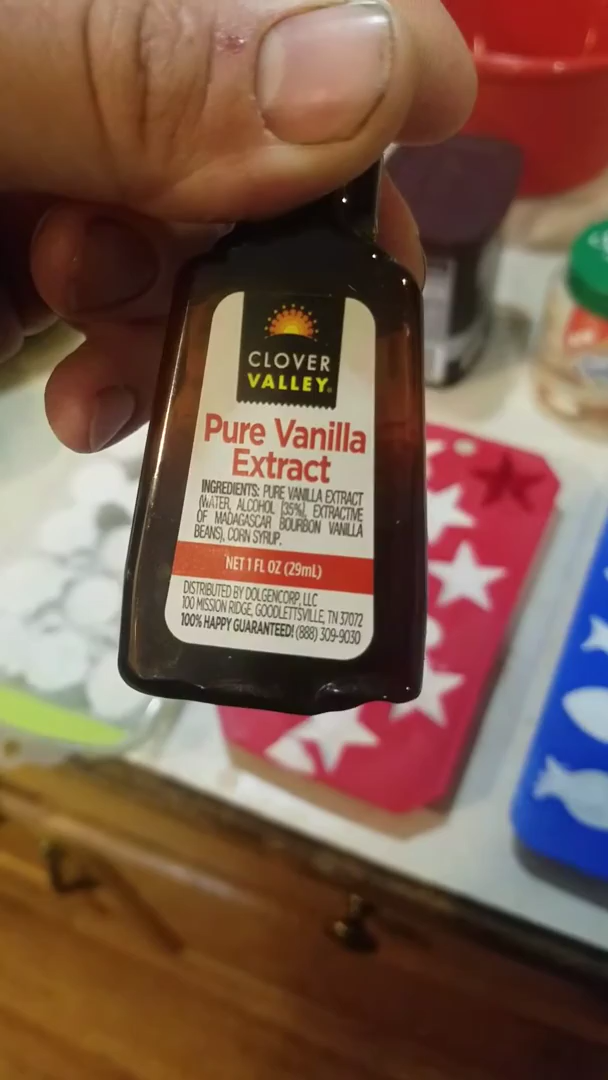 CLOVER
VALLEY®
Pure Vanilla
Extract
INGREDIENTS: PURE VANILLA EXTRACT
(WATER, ALCOHOL [35%], EXTRACTIVE
OF MADAGASCAR BOURBON VANILLA
BEANS), CORN SYRUP.
NET 1 FL OZ (29mL)
DISTRIBUTED BY DOLGENCORP, LLC
100 MISSION RIDGE, GOODLETTSVILLE, TN 37072
100% HAPPY GUARANTEED! (888) 309-9030